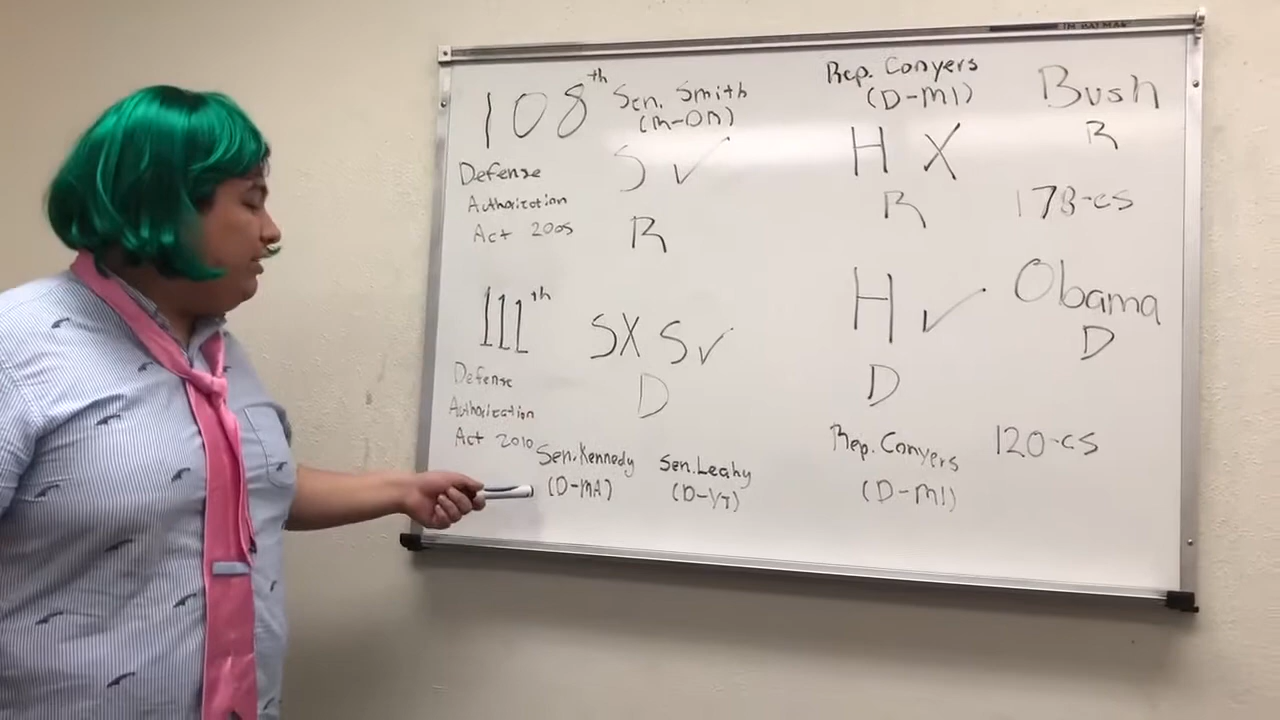 108th
Sen. Smith
(R-OR)
Rep. Conyers
(D-MI)
Bush
R
Defense
Authorization
Act 2005
S ✓
R
H X
R
178-cs
111th
SX S✓
D
H ✓
D
Obama
D
Defense
Authorization
Act 2010
Sen. Kennedy
(D-MA)
Sen. Leahy
(D-VT)
Rep. Conyers
(D-MI)
120-cs